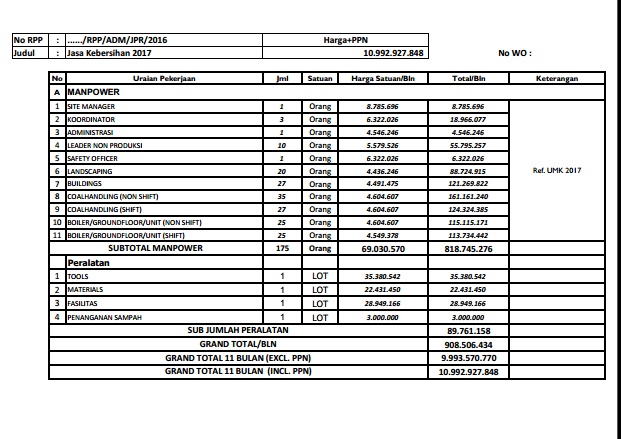 No RPP : ....../RPP/ADM/JPR/2016 Harga+PPN
Judul : Jasa Kebersihan 2017 10.992.927.848 No WO :
No Uraian Pekerjaan Jml Satuan Harga Satuan/Bln Total/Bln Keterangan
A MANPOWER
1 SITE MANAGER 1 Orang 8.785.696 8.785.696
2 KOORDINATOR 3 Orang 6.322.026 18.966.077
3 ADMINISTRASI 1 Orang 4.546.246 4.546.246
4 LEADER NON PRODUKSI 10 Orang 5.579.526 55.795.257
5 SAFETY OFFICER 1 Orang 6.322.026 6.322.026
6 LANDSCAPING 20 Orang 4.436.246 88.724.915 Ref. UMK 2017
7 BUILDINGS 27 Orang 4.491.475 121.269.822
8 COALHANDLING (NON SHIFT) 35 Orang 4.604.607 161.161.240
9 COALHANDLING (SHIFT) 27 Orang 4.604.607 124.324.385
10 BOILER/GROUNDFLOOR/UNIT (NON SHIFT) 25 Orang 4.604.607 115.115.171
11 BOILER/GROUNDFLOOR/UNIT (SHIFT) 25 Orang 4.549.378 113.734.442
SUBTOTAL MANPOWER 175 Orang 69.030.570 818.745.276
Peralatan
1 TOOLS 1 LOT 35.380.542 35.380.542
2 MATERIALS 1 LOT 22.431.450 22.431.450
3 FASILITAS 1 LOT 28.949.166 28.949.166
4 PENANGANAN SAMPAH 1 LOT 3.000.000 3.000.000
SUB JUMLAH PERALATAN 89.761.158
GRAND TOTAL/BLN 908.506.434
GRAND TOTAL 11 BULAN (EXCL. PPN) 9.993.570.770
GRAND TOTAL 11 BULAN (INCL. PPN) 10.992.927.848